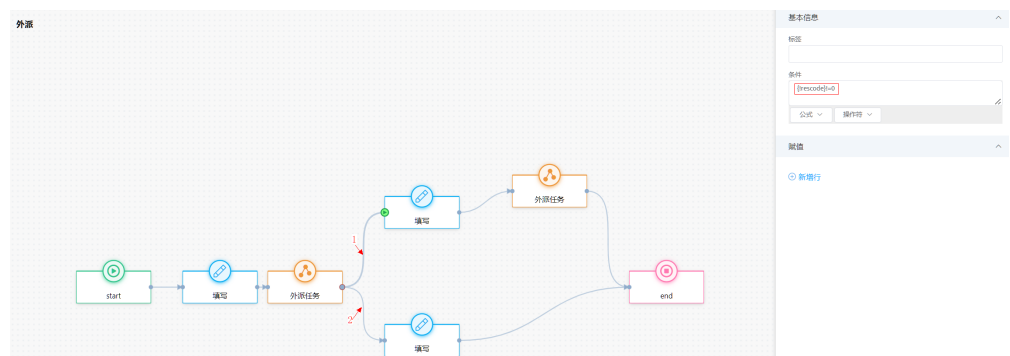 外派
基本信息
标签
条件
{!rescode}!=0
公式
操作符
赋值
新增行
外派任务
填写
1
start
填写
外派任务
end
2
填写